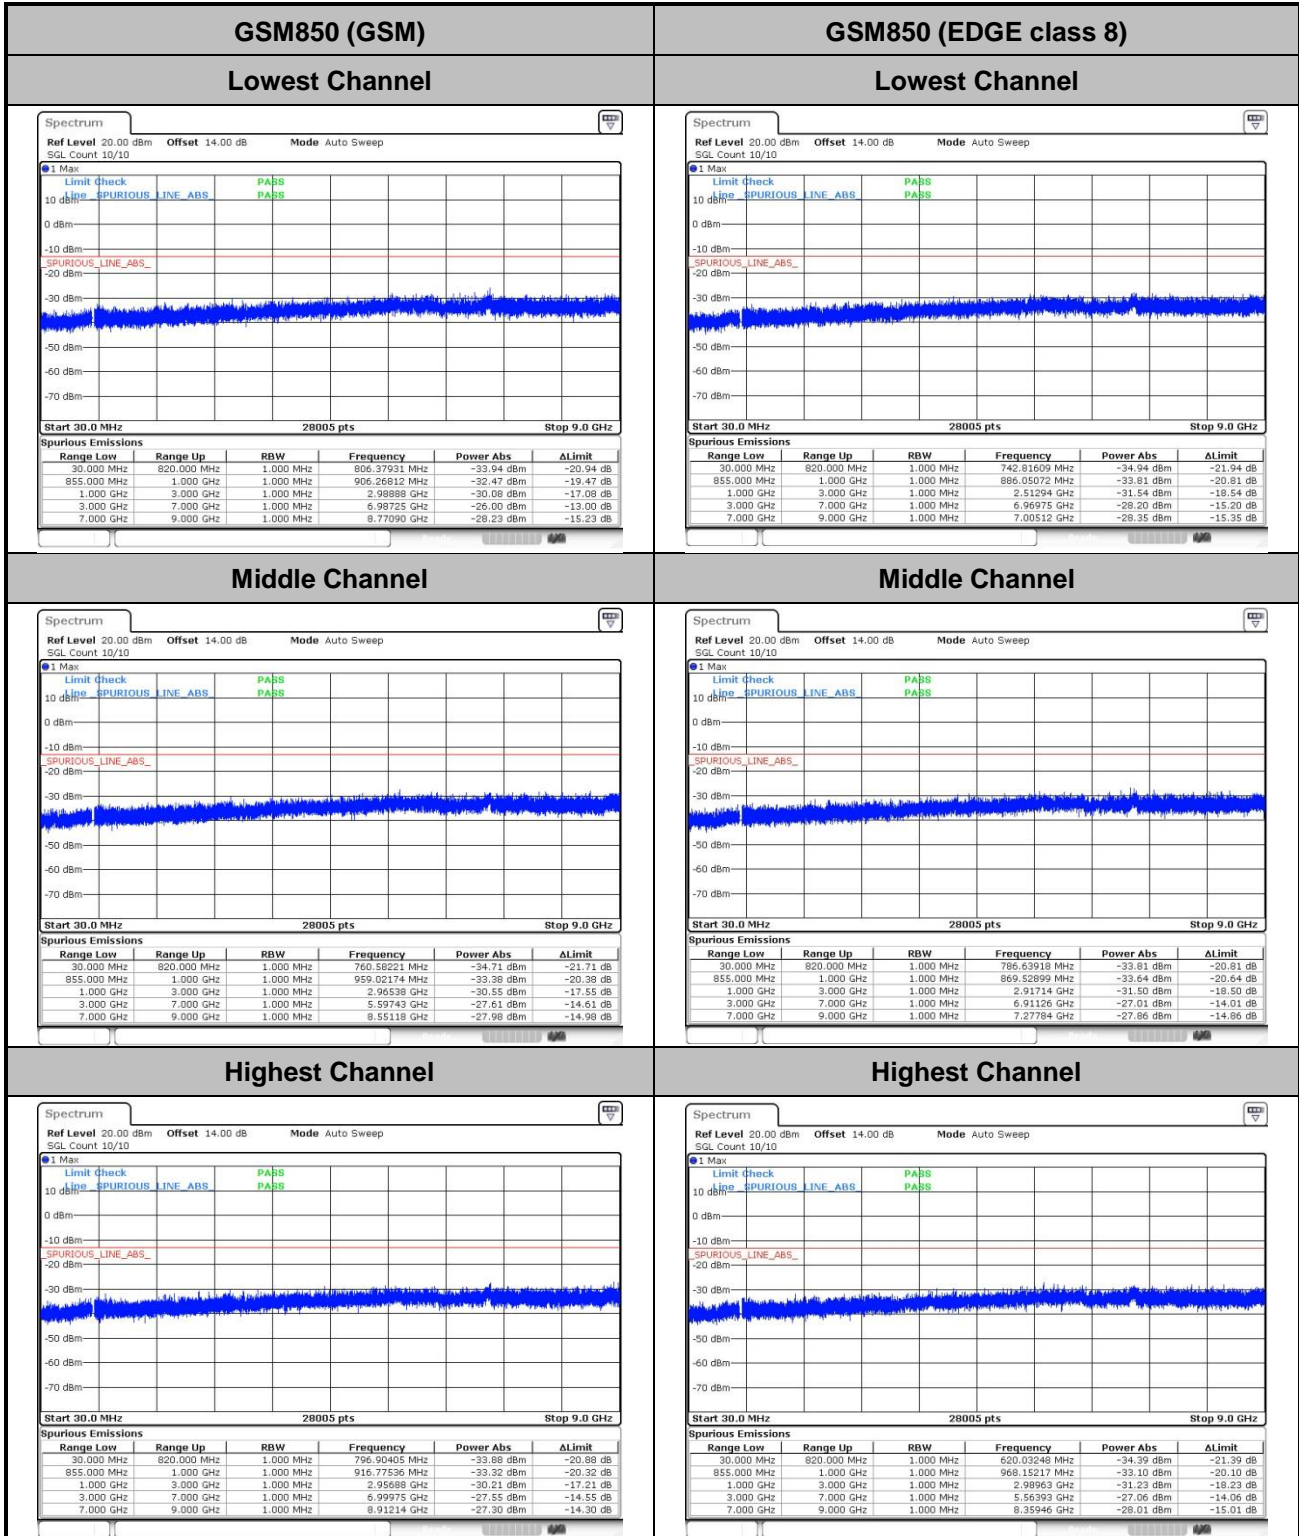 GSM850 (GSM)
GSM850 (EDGE class 8)
Lowest Channel
Lowest Channel
Spectrum
Ref Level 20.00 dBm Offset 14.00 dB Mode Auto Sweep
SGL Count 10/10
1 Max
Limit Check PASS
Line _SPURIOUS_LINE_ABS_ PASS
10 dBm
0 dBm
-10 dBm
_SPURIOUS_LINE_ABS_
-20 dBm
-30 dBm
-50 dBm
-60 dBm
-70 dBm
Start 30.0 MHz 28005 pts Stop 9.0 GHz
Spurious Emissions
Range Low Range Up RBW Frequency Power Abs ΔLimit
30.000 MHz 820.000 MHz 1.000 MHz 806.37931 MHz -33.94 dBm -20.94 dB
855.000 MHz 1.000 GHz 1.000 MHz 906.26812 MHz -32.47 dBm -19.47 dB
1.000 GHz 3.000 GHz 1.000 MHz 2.98888 GHz -30.08 dBm -17.08 dB
3.000 GHz 7.000 GHz 1.000 MHz 6.98725 GHz -26.00 dBm -13.00 dB
7.000 GHz 9.000 GHz 1.000 MHz 8.77090 GHz -28.23 dBm -15.23 dB
Spectrum
Ref Level 20.00 dBm Offset 14.00 dB Mode Auto Sweep
SGL Count 10/10
1 Max
Limit Check PASS
Line _SPURIOUS_LINE_ABS_ PASS
10 dBm
0 dBm
-10 dBm
_SPURIOUS_LINE_ABS_
-20 dBm
-30 dBm
-50 dBm
-60 dBm
-70 dBm
Start 30.0 MHz 28005 pts Stop 9.0 GHz
Spurious Emissions
Range Low Range Up RBW Frequency Power Abs ΔLimit
30.000 MHz 820.000 MHz 1.000 MHz 742.81609 MHz -34.94 dBm -21.94 dB
855.000 MHz 1.000 GHz 1.000 MHz 886.05072 MHz -33.81 dBm -20.81 dB
1.000 GHz 3.000 GHz 1.000 MHz 2.51294 GHz -31.54 dBm -18.54 dB
3.000 GHz 7.000 GHz 1.000 MHz 6.96975 GHz -28.20 dBm -15.20 dB
7.000 GHz 9.000 GHz 1.000 MHz 7.00512 GHz -28.35 dBm -15.35 dB
Middle Channel
Middle Channel
Spectrum
Ref Level 20.00 dBm Offset 14.00 dB Mode Auto Sweep
SGL Count 10/10
1 Max
Limit Check PASS
Line _SPURIOUS_LINE_ABS_ PASS
10 dBm
0 dBm
-10 dBm
_SPURIOUS_LINE_ABS_
-20 dBm
-30 dBm
-50 dBm
-60 dBm
-70 dBm
Start 30.0 MHz 28005 pts Stop 9.0 GHz
Spurious Emissions
Range Low Range Up RBW Frequency Power Abs ΔLimit
30.000 MHz 820.000 MHz 1.000 MHz 760.58221 MHz -34.71 dBm -21.71 dB
855.000 MHz 1.000 GHz 1.000 MHz 959.02174 MHz -33.38 dBm -20.38 dB
1.000 GHz 3.000 GHz 1.000 MHz 2.96538 GHz -30.55 dBm -17.55 dB
3.000 GHz 7.000 GHz 1.000 MHz 5.59743 GHz -27.61 dBm -14.61 dB
7.000 GHz 9.000 GHz 1.000 MHz 8.55118 GHz -27.98 dBm -14.98 dB
Spectrum
Ref Level 20.00 dBm Offset 14.00 dB Mode Auto Sweep
SGL Count 10/10
1 Max
Limit Check PASS
Line _SPURIOUS_LINE_ABS_ PASS
10 dBm
0 dBm
-10 dBm
_SPURIOUS_LINE_ABS_
-20 dBm
-30 dBm
-50 dBm
-60 dBm
-70 dBm
Start 30.0 MHz 28005 pts Stop 9.0 GHz
Spurious Emissions
Range Low Range Up RBW Frequency Power Abs ΔLimit
30.000 MHz 820.000 MHz 1.000 MHz 786.63918 MHz -33.81 dBm -20.81 dB
855.000 MHz 1.000 GHz 1.000 MHz 869.52899 MHz -33.64 dBm -20.64 dB
1.000 GHz 3.000 GHz 1.000 MHz 2.91714 GHz -31.50 dBm -18.50 dB
3.000 GHz 7.000 GHz 1.000 MHz 6.91126 GHz -27.01 dBm -14.01 dB
7.000 GHz 9.000 GHz 1.000 MHz 7.27784 GHz -27.86 dBm -14.86 dB
Highest Channel
Highest Channel
Spectrum
Ref Level 20.00 dBm Offset 14.00 dB Mode Auto Sweep
SGL Count 10/10
1 Max
Limit Check PASS
Line _SPURIOUS_LINE_ABS_ PASS
10 dBm
0 dBm
-10 dBm
_SPURIOUS_LINE_ABS_
-20 dBm
-30 dBm
-50 dBm
-60 dBm
-70 dBm
Start 30.0 MHz 28005 pts Stop 9.0 GHz
Spurious Emissions
Range Low Range Up RBW Frequency Power Abs ΔLimit
30.000 MHz 820.000 MHz 1.000 MHz 796.90405 MHz -33.88 dBm -20.88 dB
855.000 MHz 1.000 GHz 1.000 MHz 916.77536 MHz -33.32 dBm -20.32 dB
1.000 GHz 3.000 GHz 1.000 MHz 2.95688 GHz -30.21 dBm -17.21 dB
3.000 GHz 7.000 GHz 1.000 MHz 6.99975 GHz -27.55 dBm -14.55 dB
7.000 GHz 9.000 GHz 1.000 MHz 8.91214 GHz -27.30 dBm -14.30 dB
Spectrum
Ref Level 20.00 dBm Offset 14.00 dB Mode Auto Sweep
SGL Count 10/10
1 Max
Limit Check PASS
Line _SPURIOUS_LINE_ABS_ PASS
10 dBm
0 dBm
-10 dBm
_SPURIOUS_LINE_ABS_
-20 dBm
-30 dBm
-50 dBm
-60 dBm
-70 dBm
Start 30.0 MHz 28005 pts Stop 9.0 GHz
Spurious Emissions
Range Low Range Up RBW Frequency Power Abs ΔLimit
30.000 MHz 820.000 MHz 1.000 MHz 620.03248 MHz -34.39 dBm -21.39 dB
855.000 MHz 1.000 GHz 1.000 MHz 968.15217 MHz -33.10 dBm -20.10 dB
1.000 GHz 3.000 GHz 1.000 MHz 2.98963 GHz -31.23 dBm -18.23 dB
3.000 GHz 7.000 GHz 1.000 MHz 5.56393 GHz -27.06 dBm -14.06 dB
7.000 GHz 9.000 GHz 1.000 MHz 8.35946 GHz -28.01 dBm -15.01 dB